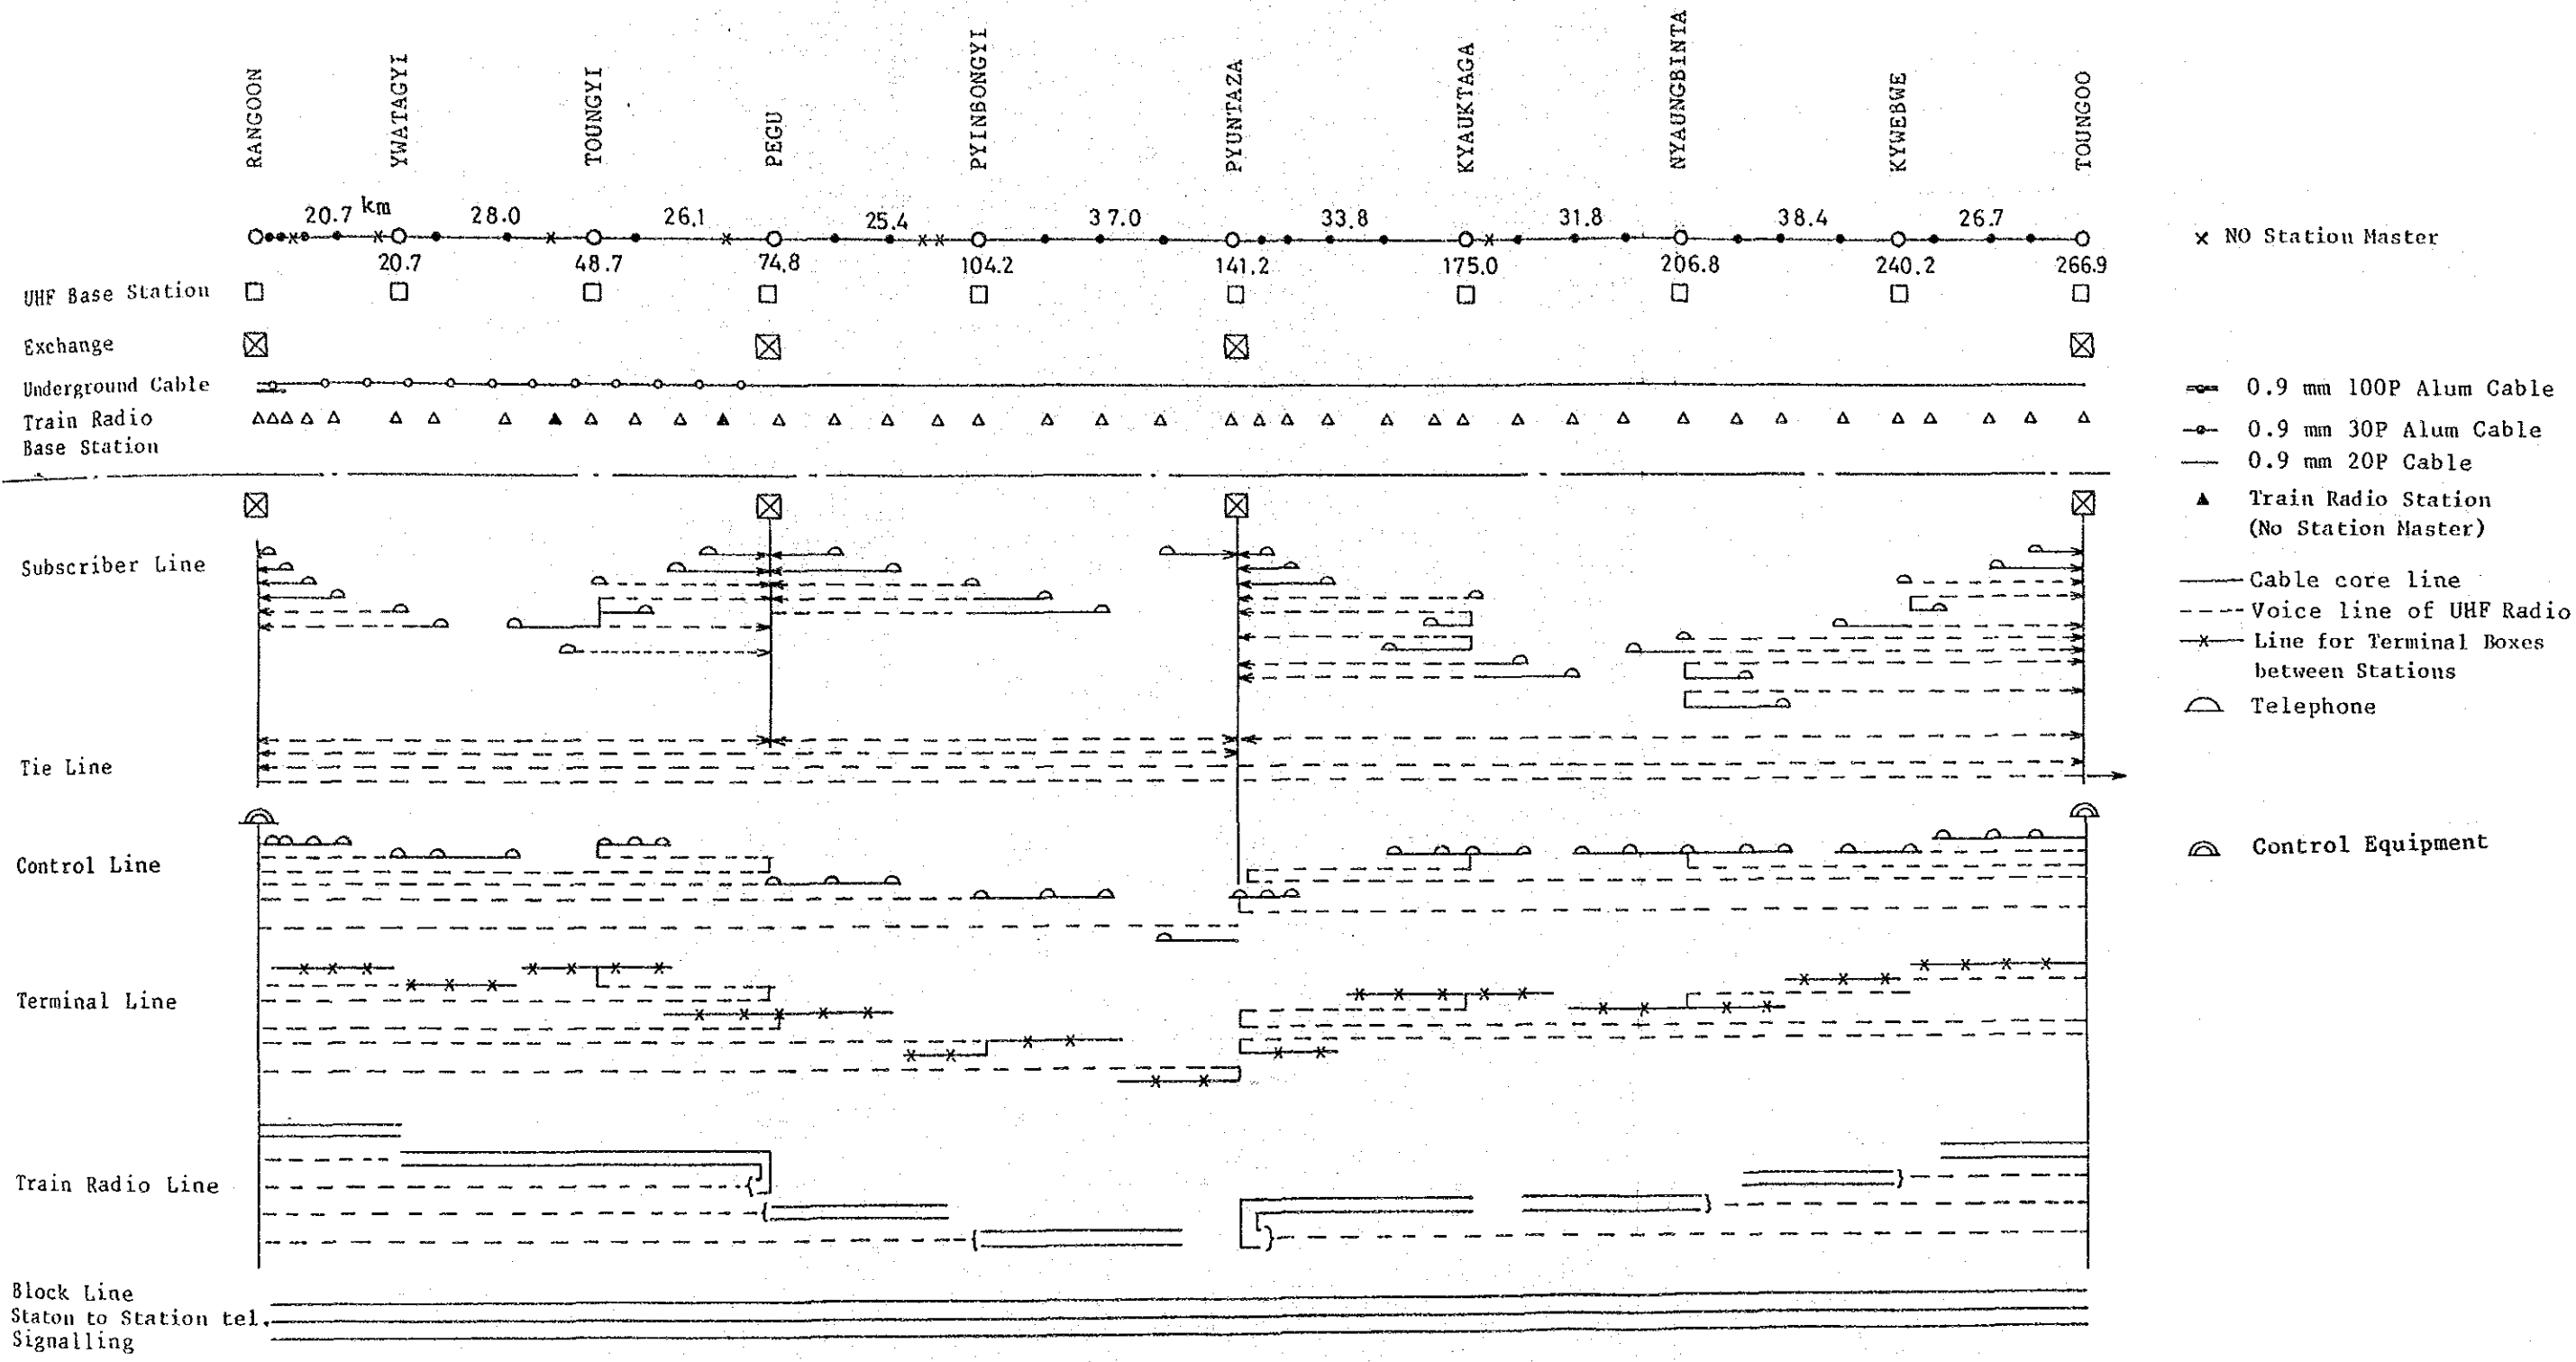 RANGOON
YWATAGYI
TOUNGYI
PEGU
PYINBONGYI
PYUNTAZA
KYAUKTAGA
NYAUNGBINTA
KYWEBWE
TOUNGOO
20.7 km
28.0
26.1
25.4
37.0
33.8
31.8
38.4
26.7
x NO Station Master
20.7
48.7
74.8
104.2
141.2
175.0
206.8
240.2
266.9
UHF Base Station
Exchange
Underground Cable
Train Radio
Base Station
0.9 mm 100P Alum Cable
0.9 mm 30P Alum Cable
0.9 mm 20P Cable
Train Radio Station
(No Station Master)
Subscriber Line
Cable core line
Voice line of UHF Radio
Line for Terminal Boxes
between Stations
Telephone
Tie Line
Control Line
Control Equipment
Terminal Line
Train Radio Line
Block Line
Staton to Station tel.
Signalling